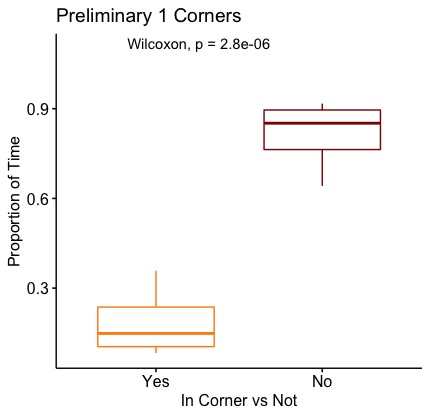 Preliminary 1 Corners
Wilcoxon, p = 2.8e-06
Proportion of Time
0.9
0.6
0.3
Yes
No
In Corner vs Not